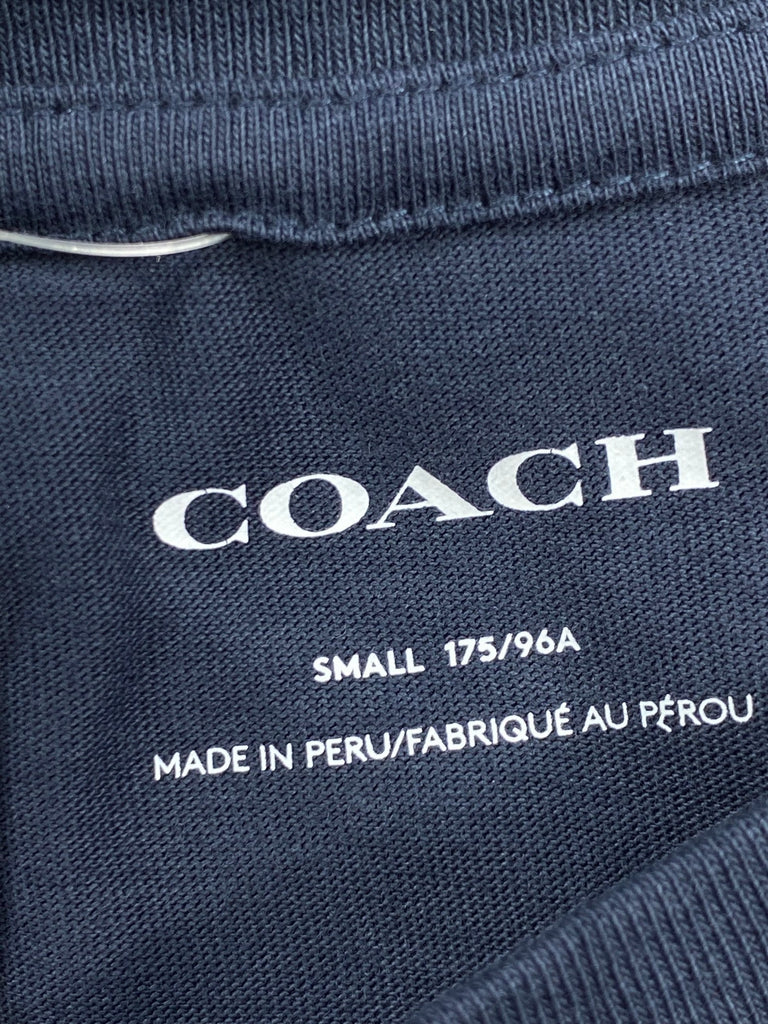 COACH
SMALL 175/96A
MADE IN PERU/FABRIQUÉ AU PÉROU